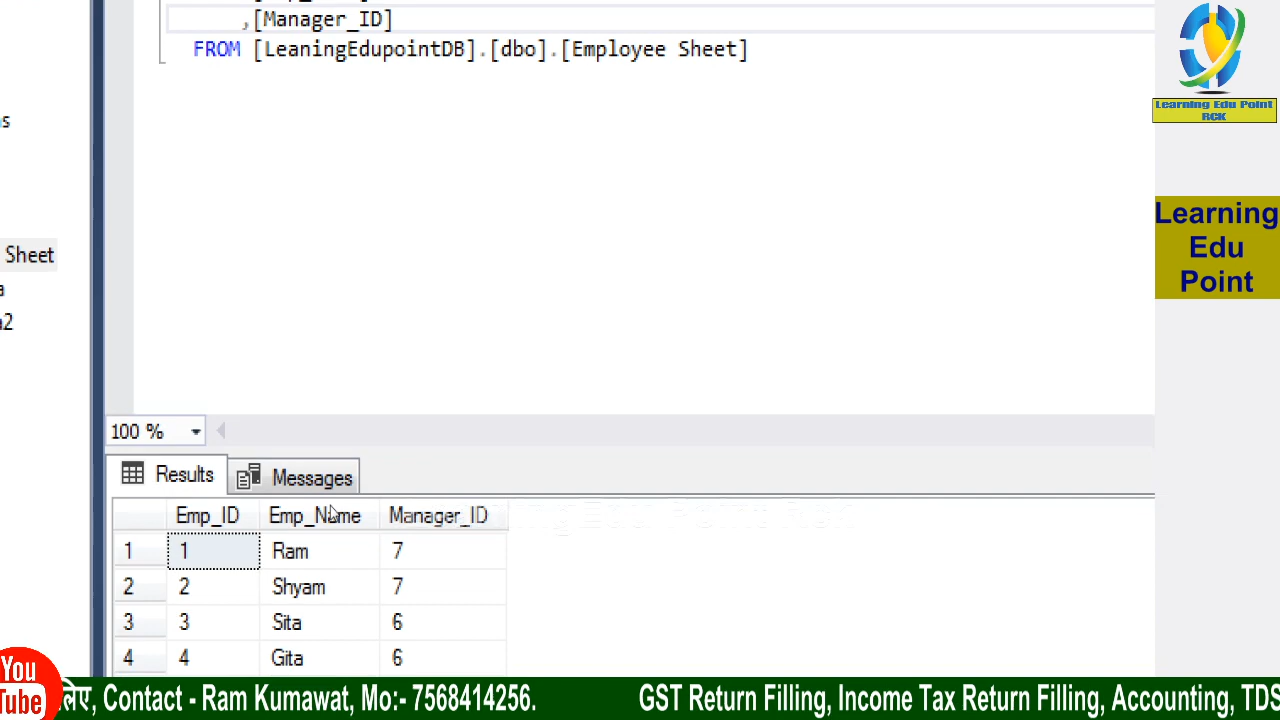 ,[Manager_ID]
FROM [LeaningEdupointDB].[dbo].[Employee Sheet]
Learning Edu Point
RCK
s
Learning
Edu
Point
Sheet
a
a2
100 %
Results Messages
Emp_ID Emp_Name Manager_ID
1 1 Ram 7
2 2 Shyam 7
3 3 Sita 6
4 4 Gita 6
You
Tube
लिए, Contact - Ram Kumawat, Mo:- 7568414256. GST Return Filling, Income Tax Return Filling, Accounting, TDS